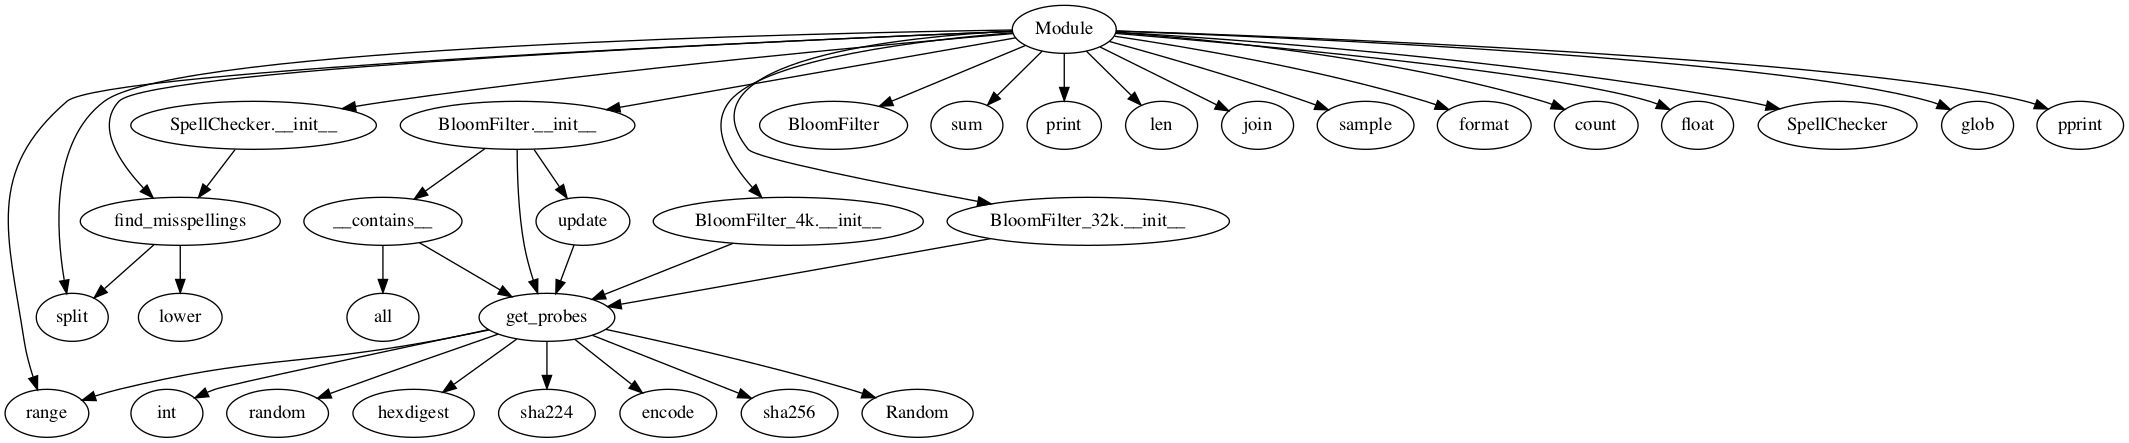 Module
SpellChecker.__init__
BloomFilter.__init__
BloomFilter
sum
print
len
join
sample
format
count
float
SpellChecker
glob
pprint
find_misspellings
__contains__
update
BloomFilter_4k.__init__
BloomFilter_32k.__init__
split
lower
all
get_probes
range
int
random
hexdigest
sha224
encode
sha256
Random